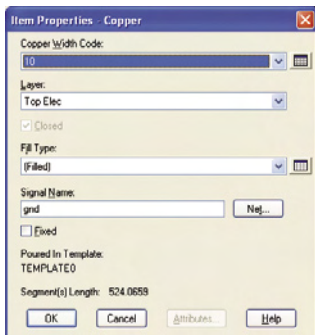 Item Properties - Copper
Copper Width Code:
10
Layer:
Top Elec
Closed
Fill Type:
(Filled)
Signal Name:
gnd
Net...
Fixed
Poured In Template:
TEMPLATE0
Segment(s) Length: 524.0659
OK Cancel Attributes... Help